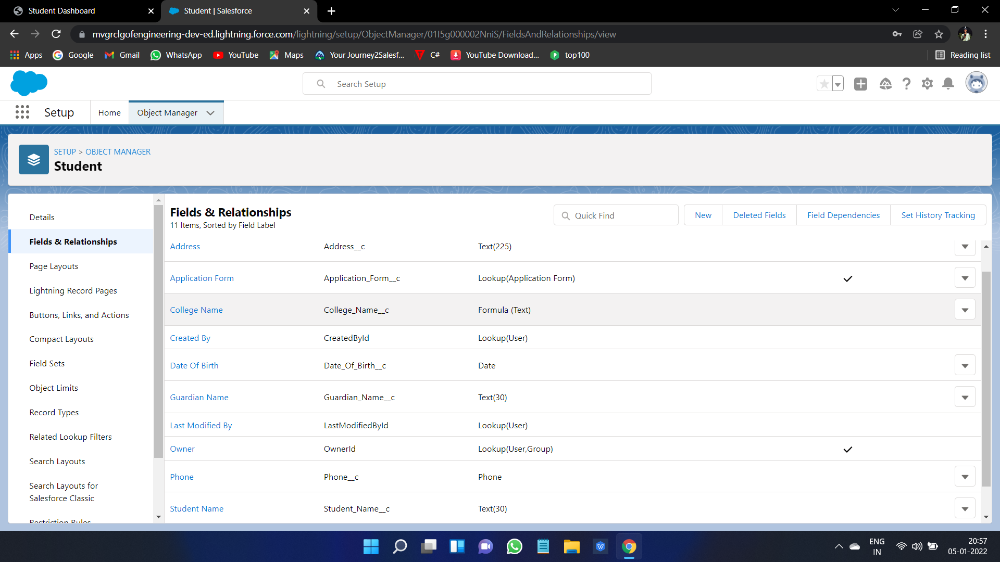 Student Dashboard
Student | Salesforce
mvgrclgofengineering-dev-ed.lightning.force.com/lightning/setup/ObjectManager/01I5g000002NniS/FieldsAndRelationships/view
Apps Google Gmail WhatsApp YouTube Maps Your Journey2Salesf... C# YouTube Download... top100 Reading list
Search Setup
Setup Home Object Manager
SETUP > OBJECT MANAGER
Student
Details
Fields & Relationships
Page Layouts
Lightning Record Pages
Buttons, Links, and Actions
Compact Layouts
Field Sets
Object Limits
Record Types
Related Lookup Filters
Search Layouts
Search Layouts for
Salesforce Classic
Restriction Rules
Fields & Relationships
11 Items, Sorted by Field Label
Quick Find New Deleted Fields Field Dependencies Set History Tracking
Address Address__c Text(225)
Application Form Application_Form__c Lookup(Application Form)
College Name College_Name__c Formula (Text)
Created By CreatedById Lookup(User)
Date Of Birth Date_Of_Birth__c Date
Guardian Name Guardian_Name__c Text(30)
Last Modified By LastModifiedById Lookup(User)
Owner OwnerId Lookup(User,Group)
Phone Phone__c Phone
Student Name Student_Name__c Text(30)
ENG
IN
20:57
05-01-2022